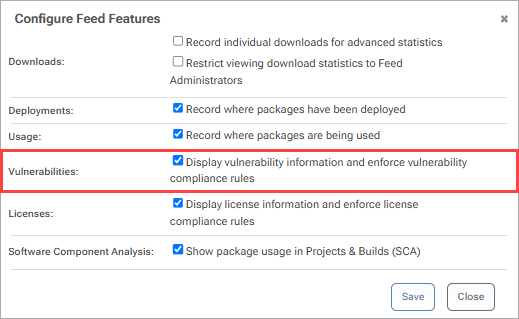 Configure Feed Features ×
Downloads:
Record individual downloads for advanced statistics
Restrict viewing download statistics to Feed
Administrators
Deployments: Record where packages have been deployed
Usage: Record where packages are being used
Vulnerabilities: Display vulnerability information and enforce vulnerability
compliance rules
Licenses: Display license information and enforce license
compliance rules
Software Component Analysis: Show package usage in Projects & Builds (SCA)
Save Close